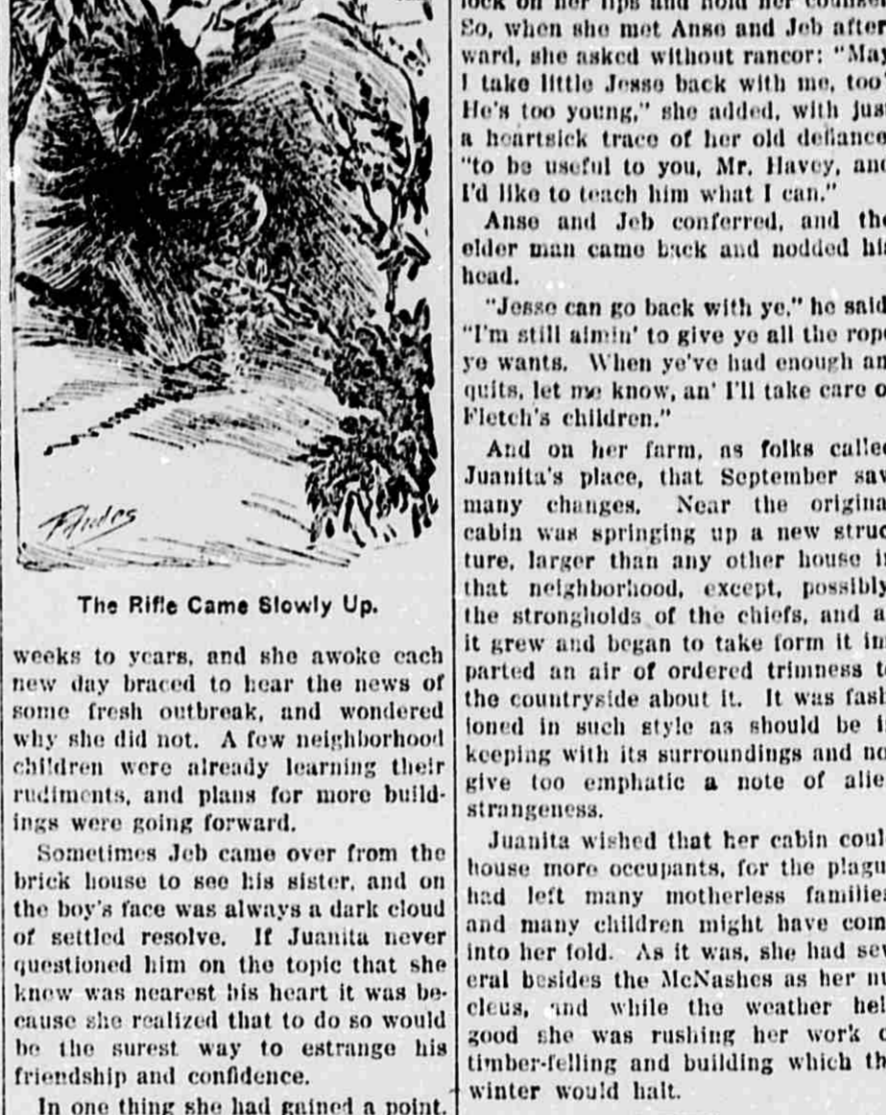 The Rifle Came Slowly Up.
weeks to years, and she awoke each
new day braced to hear the news of
some fresh outbreak, and wondered
why she did not. A few neighborhood
children were already learning their
rudiments, and plans for more build-
ings were going forward.
Sometimes Jeb came over from the
brick house to see his sister, and on
the boy's face was always a dark cloud
of settled resolve. If Juanita never
questioned him on the topic that she
knew was nearest his heart it was be-
cause she realized that to do so would
be the surest way to estrange his
friendship and confidence.
In one thing she had gained a point.
lock on her lips and hold her counsel
So, when she met Anse and Jeb after
ward, she asked without rancor: "May
I take little Jesse back with me, too
He's too young," she added, with jus
a heartsick trace of her old defiance
"to be useful to you, Mr. Havey, and
I'd like to teach him what I can."
Anse and Jeb conferred, and the
elder man came back and nodded hi
head.
"Jesse can go back with ye," he said
"I'm still aimin' to give ye all the rope
ye wants. When ye've had enough an
quits, let me know, an' I'll take care o
Fletch's children."
And on her farm, as folks called
Juanita's place, that September saw
many changes. Near the origina
cabin was springing up a new struc
ture, larger than any other house i
that neighborhood, except, possibly
the strongholds of the chiefs, and a
it grew and began to take form it im
parted an air of ordered trimness t
the countryside about it. It was fash
ioned in such style as should be i
keeping with its surroundings and no
give too emphatic a note of alie
strangeness.
Juanita wished that her cabin coul
house more occupants, for the plagu
had left many motherless families
and many children might have com
into her fold. As it was, she had sev
eral besides the McNashes as her nu
cleus, and while the weather hel
good she was rushing her work o
timber-felling and building which th
winter would halt.